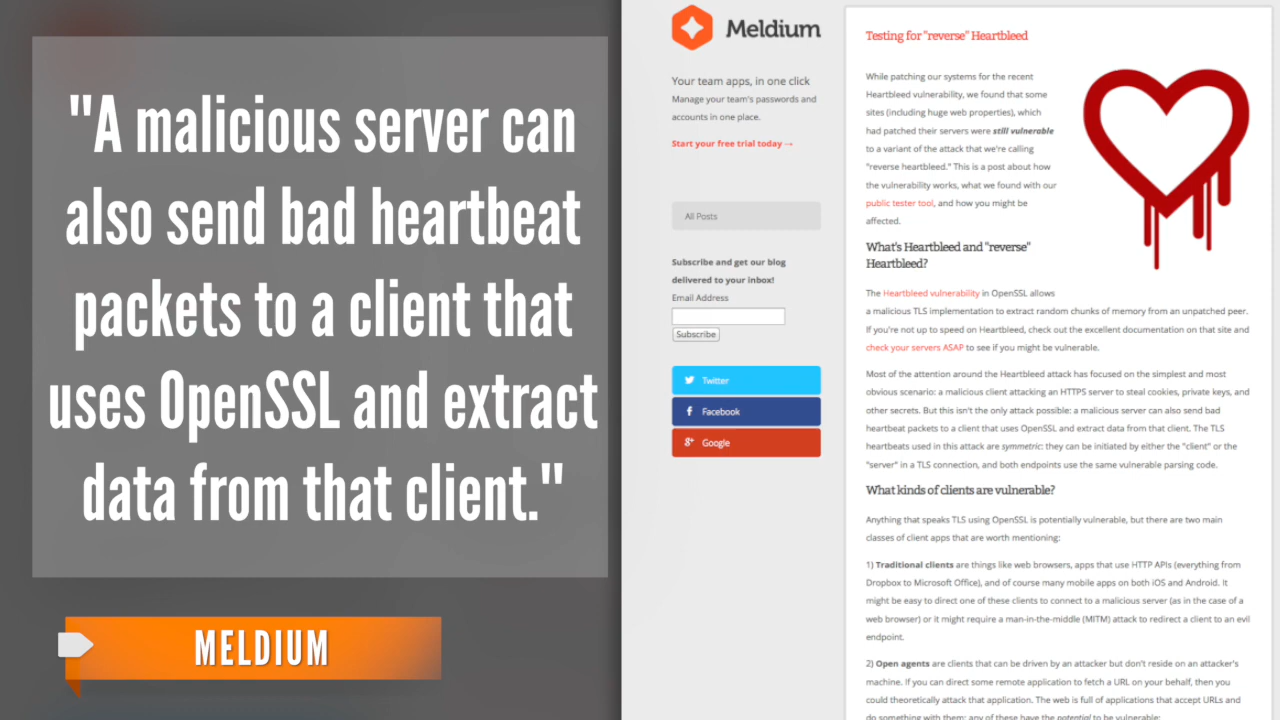 "A malicious server can
also send bad heartbeat
packets to a client that
uses OpenSSL and extract
data from that client."
MELDIUM
Meldium
Your team apps, in one click
Manage your team's passwords and
accounts in one place.
Start your free trial today →
All Posts
Subscribe and get our blog
delivered to your inbox!
Email Address
Subscribe
Twitter
Facebook
Google
Testing for "reverse" Heartbleed
While patching our systems for the recent
Heartbleed vulnerability, we found that some
sites (including huge web properties), which
had patched their servers were still vulnerable
to a variant of the attack that we're calling
"reverse heartbleed." This is a post about how
the vulnerability works, what we found with our
public tester tool, and how you might be
affected.
What's Heartbleed and "reverse"
Heartbleed?
The Heartbleed vulnerability in OpenSSL allows
a malicious TLS implementation to extract random chunks of memory from an unpatched peer.
If you're not up to speed on Heartbleed, check out the excellent documentation on that site and
check your servers ASAP to see if you might be vulnerable.
Most of the attention around the Heartbleed attack has focused on the simplest and most
obvious scenario: a malicious client attacking an HTTPS server to steal cookies, private keys, and
other secrets. But this isn't the only attack possible: a malicious server can also send bad
heartbeat packets to a client that uses OpenSSL and extract data from that client. The TLS
heartbeats used in this attack are symmetric: they can be initiated by either the "client" or the
"server" in a TLS connection, and both endpoints use the same vulnerable parsing code.
What kinds of clients are vulnerable?
Anything that speaks TLS using OpenSSL is potentially vulnerable, but there are two main
classes of client apps that are worth mentioning:
1) Traditional clients are things like web browsers, apps that use HTTP APIs (everything from
Dropbox to Microsoft Office), and of course many mobile apps on both iOS and Android. It
might be easy to direct one of these clients to connect to a malicious server (as in the case of a
web browser) or it might require a man-in-the-middle (MITM) attack to redirect a client to an evil
endpoint.
2) Open agents are clients that can be driven by an attacker but don't reside on an attacker's
machine. If you can direct some remote application to fetch a URL on your behalf, then you
could theoretically attack that application. The web is full of applications that accept URLs and
do something with them; any of these have the potential to be vulnerable: